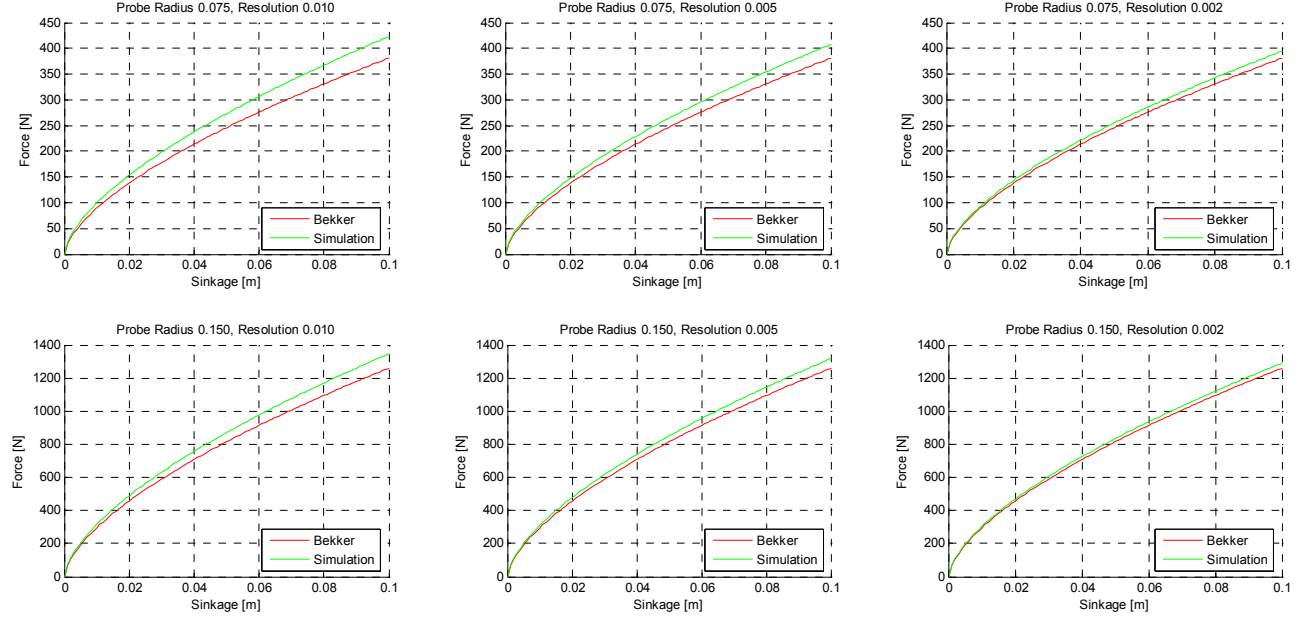 Probe Radius 0.075, Resolution 0.010
450
400
350
300
250
200
150
100
50
0
Force [N]
0 0.02 0.04 0.06 0.08 0.1
Sinkage [m]
Bekker
Simulation
Probe Radius 0.075, Resolution 0.005
450
400
350
300
250
200
150
100
50
0
Force [N]
0 0.02 0.04 0.06 0.08 0.1
Sinkage [m]
Bekker
Simulation
Probe Radius 0.075, Resolution 0.002
450
400
350
300
250
200
150
100
50
0
Force [N]
0 0.02 0.04 0.06 0.08 0.1
Sinkage [m]
Bekker
Simulation
Probe Radius 0.150, Resolution 0.010
1400
1200
1000
800
600
400
200
0
Force [N]
0 0.02 0.04 0.06 0.08 0.1
Sinkage [m]
Bekker
Simulation
Probe Radius 0.150, Resolution 0.005
1400
1200
1000
800
600
400
200
0
Force [N]
0 0.02 0.04 0.06 0.08 0.1
Sinkage [m]
Bekker
Simulation
Probe Radius 0.150, Resolution 0.002
1400
1200
1000
800
600
400
200
0
Force [N]
0 0.02 0.04 0.06 0.08 0.1
Sinkage [m]
Bekker
Simulation